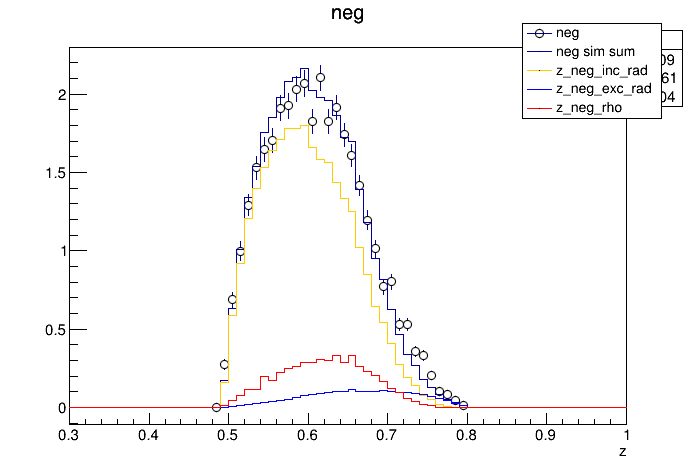 neg
neg
neg sim sum
z_neg_inc_rad
z_neg_exc_rad
z_neg_rho
09
61
04
2
1.5
1
0.5
0
0.3 0.4 0.5 0.6 0.7 0.8 0.9 1
z